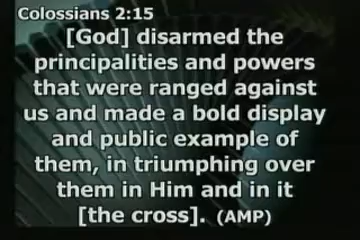 Colossians 2:15
[God] disarmed the
principalities and powers
that were ranged against
us and made a bold display
and public example of
them, in triumphing over
them in Him and in it
[the cross]. (AMP)